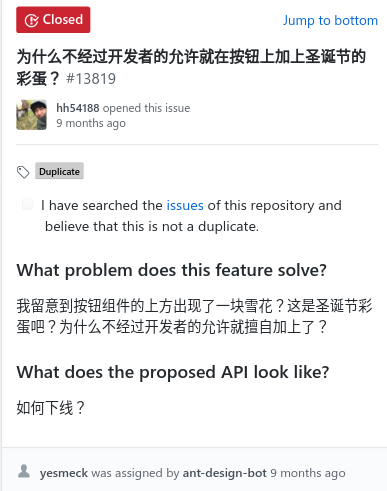 Closed
Jump to bottom
为什么不经过开发者的允许就在按钮上加上圣诞节的
彩蛋？ #13819
hh54188 opened this issue
9 months ago
Duplicate
I have searched the issues of this repository and
believe that this is not a duplicate.
What problem does this feature solve?
我留意到按钮组件的上方出现了一块雪花？这是圣诞节彩
蛋吧？为什么不经过开发者的允许就擅自加上了？
What does the proposed API look like?
如何下线？
yesmeck was assigned by ant-design-bot 9 months ago